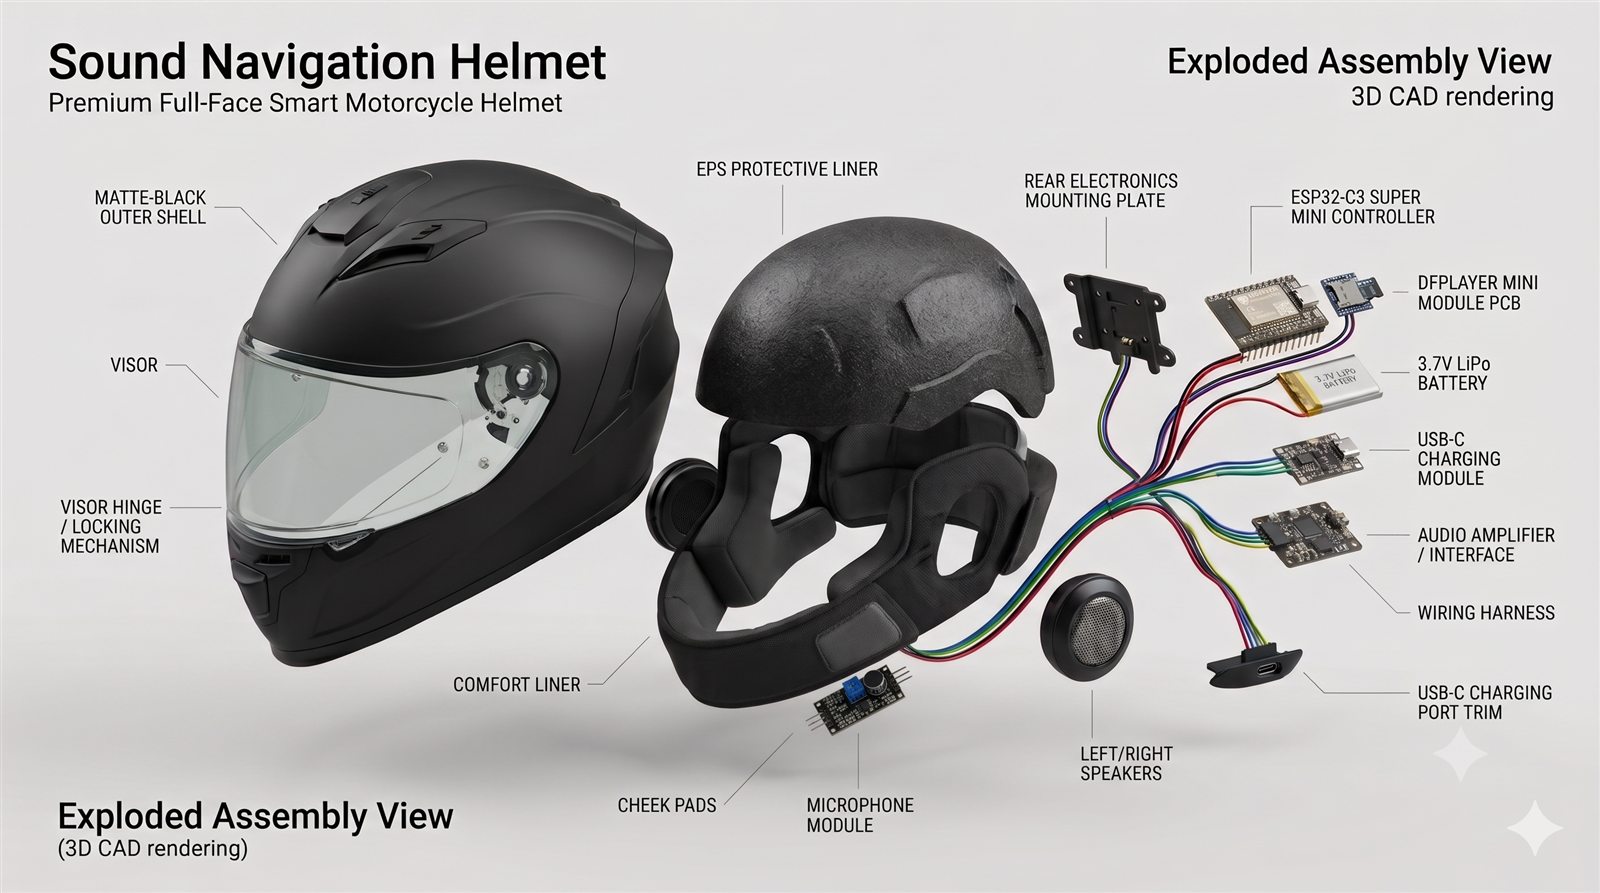 Sound Navigation Helmet
Premium Full-Face Smart Motorcycle Helmet
Exploded Assembly View
3D CAD rendering
MATTE-BLACK
OUTER SHELL
EPS PROTECTIVE LINER
REAR ELECTRONICS
MOUNTING PLATE
ESP32-C3 SUPER
MINI CONTROLLER
DFPLAYER MINI
MODULE PCB
VISOR
3.7V LiPo
BATTERY
3.7V LiPo
BATTERY
USB-C
CHARGING
MODULE
VISOR HINGE
/ LOCKING
MECHANISM
AUDIO AMPLIFIER
/ INTERFACE
WIRING HARNESS
COMFORT LINER
USB-C CHARGING
PORT TRIM
LEFT/RIGHT
SPEAKERS
CHEEK PADS
MICROPHONE
MODULE
Exploded Assembly View
(3D CAD rendering)